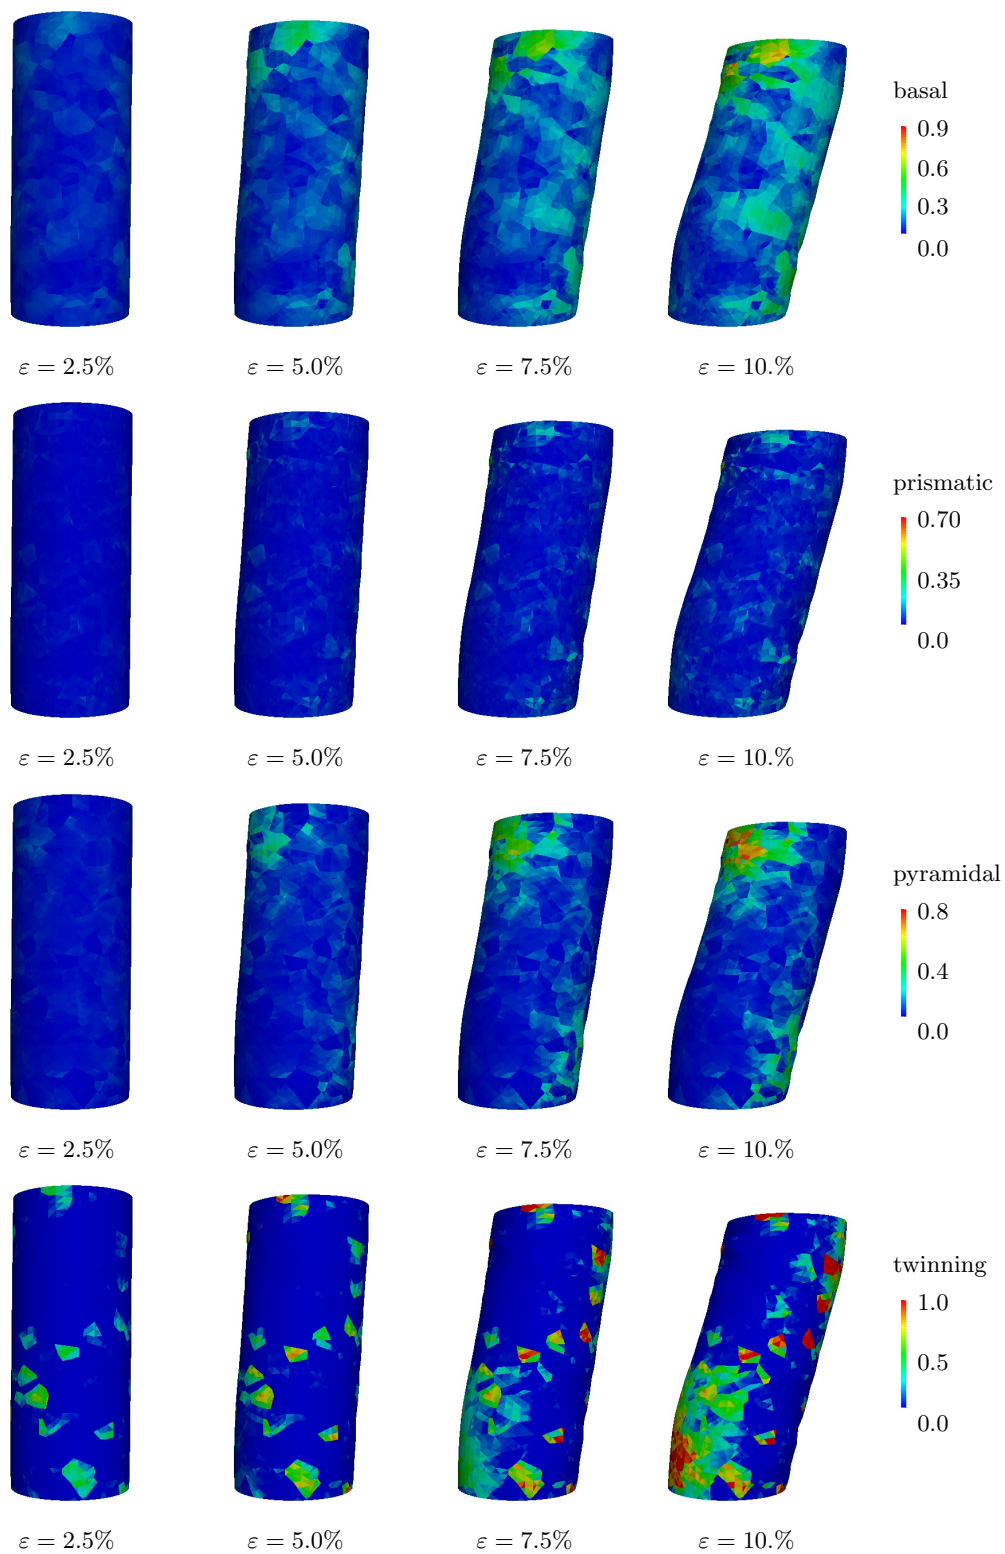 basal
0.9
0.6
0.3
0.0
ε = 2.5% ε = 5.0% ε = 7.5% ε = 10.%
prismatic
0.70
0.35
0.0
ε = 2.5% ε = 5.0% ε = 7.5% ε = 10.%
pyramidal
0.8
0.4
0.0
ε = 2.5% ε = 5.0% ε = 7.5% ε = 10.%
twinning
1.0
0.5
0.0
ε = 2.5% ε = 5.0% ε = 7.5% ε = 10.%